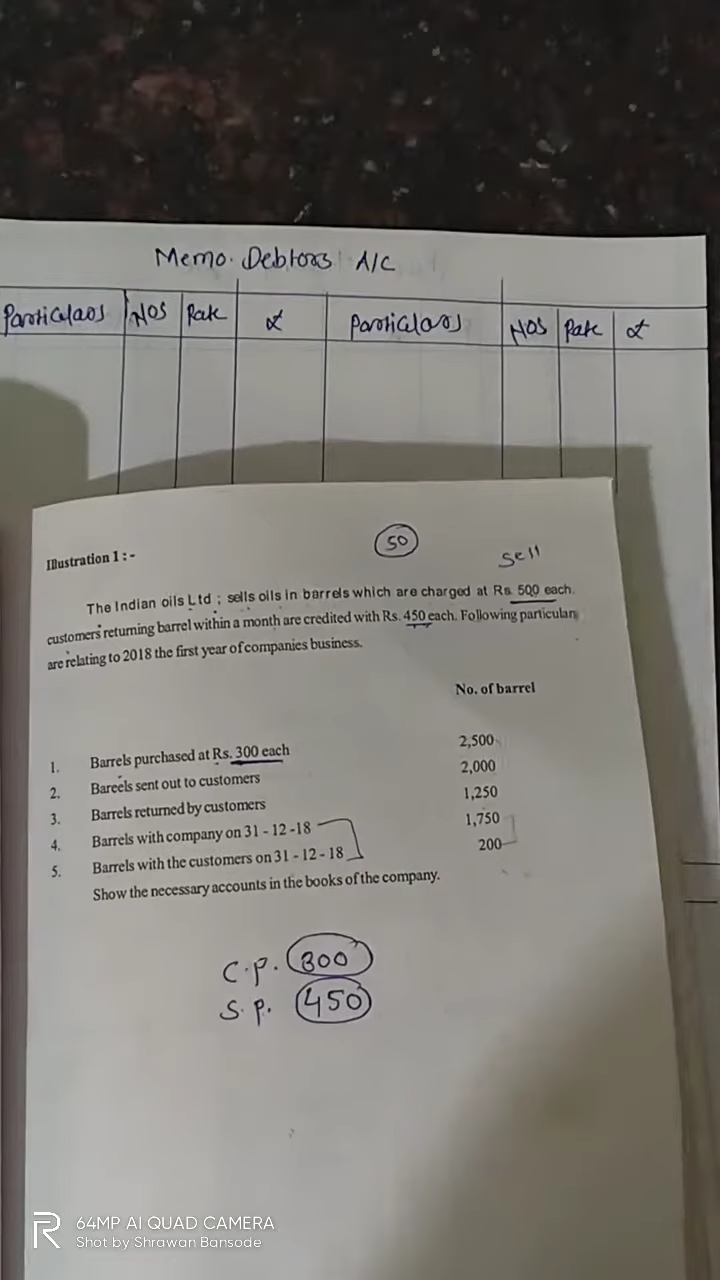 Memo. Debtors A/C
Particulars Nos Rate ₹ Particulars Nos Rate ₹
50
sell
Illustration 1 :-
The Indian oils Ltd ; sells oils in barrels which are charged at Rs. 500 each.
customers returning barrel within a month are credited with Rs. 450 each. Following particulars
are relating to 2018 the first year of companies business.
No. of barrel
1. Barrels purchased at Rs. 300 each 2,500
2. Bareels sent out to customers 2,000
3. Barrels returned by customers 1,250
4. Barrels with company on 31 - 12 -18 1,750
5. Barrels with the customers on 31 - 12 - 18 200
Show the necessary accounts in the books of the company.
C.P. 300
S.P. 450
R 64MP AI QUAD CAMERA
Shot by Shrawan Bansode